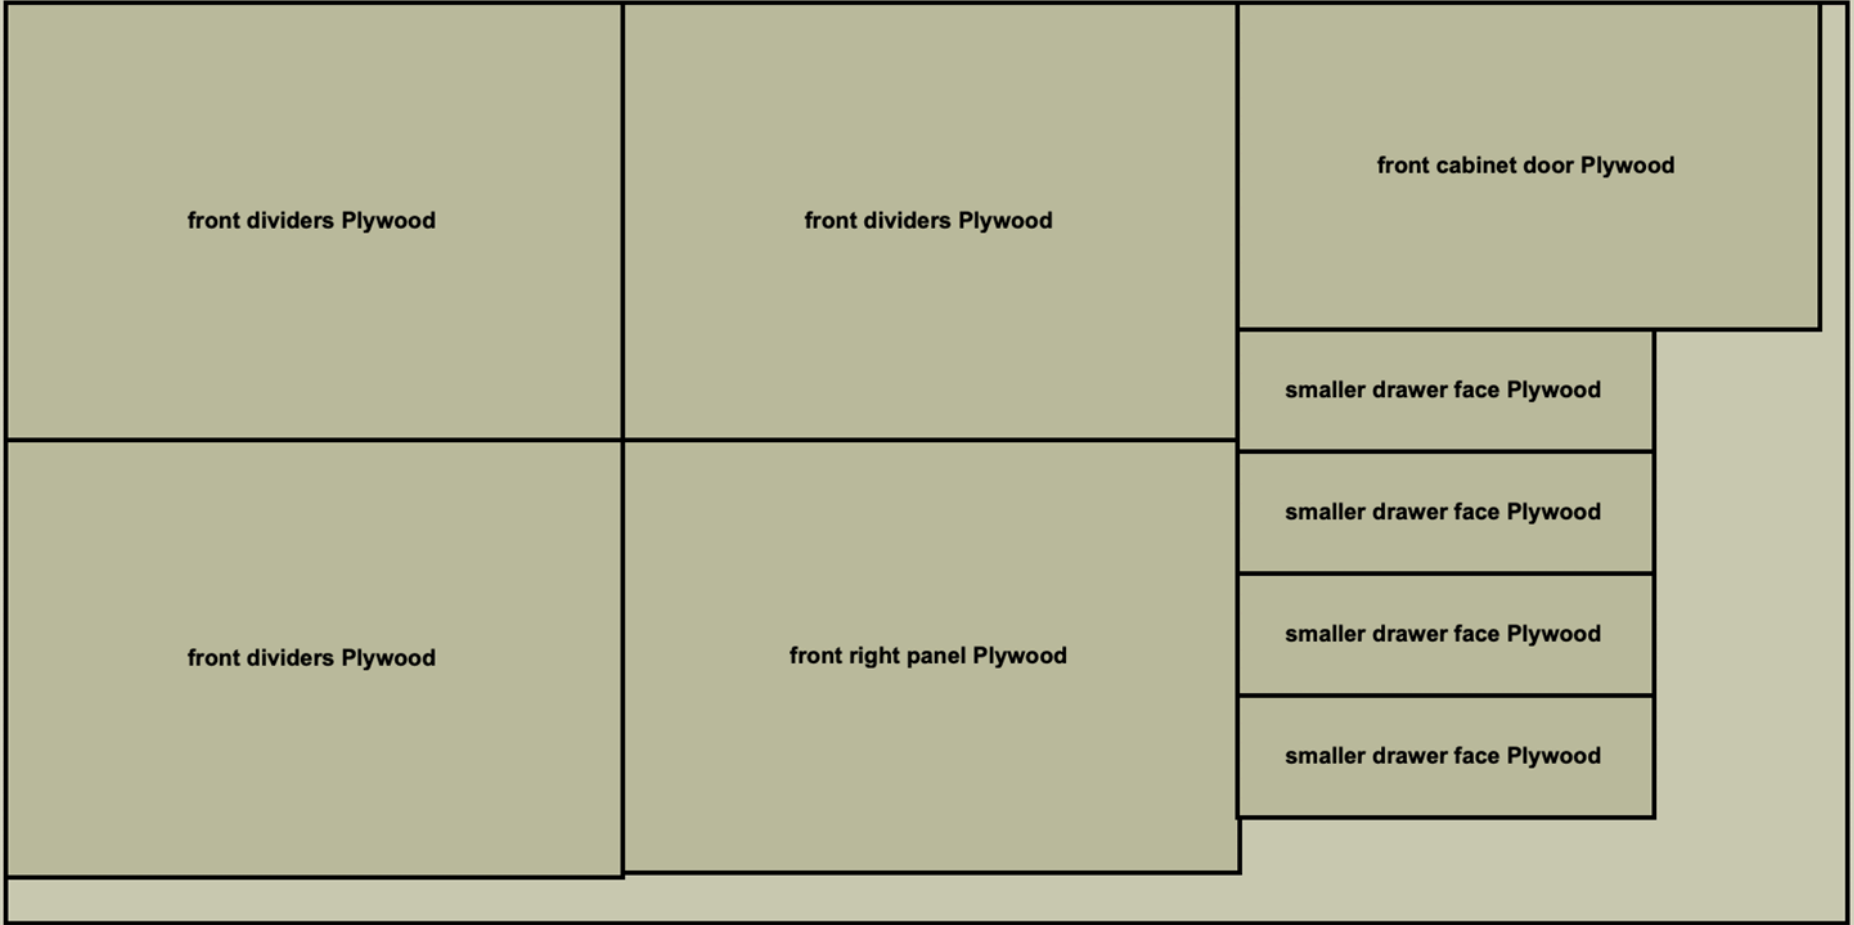 front dividers Plywood
front dividers Plywood
front cabinet door Plywood
smaller drawer face Plywood
smaller drawer face Plywood
smaller drawer face Plywood
smaller drawer face Plywood
front dividers Plywood
front right panel Plywood